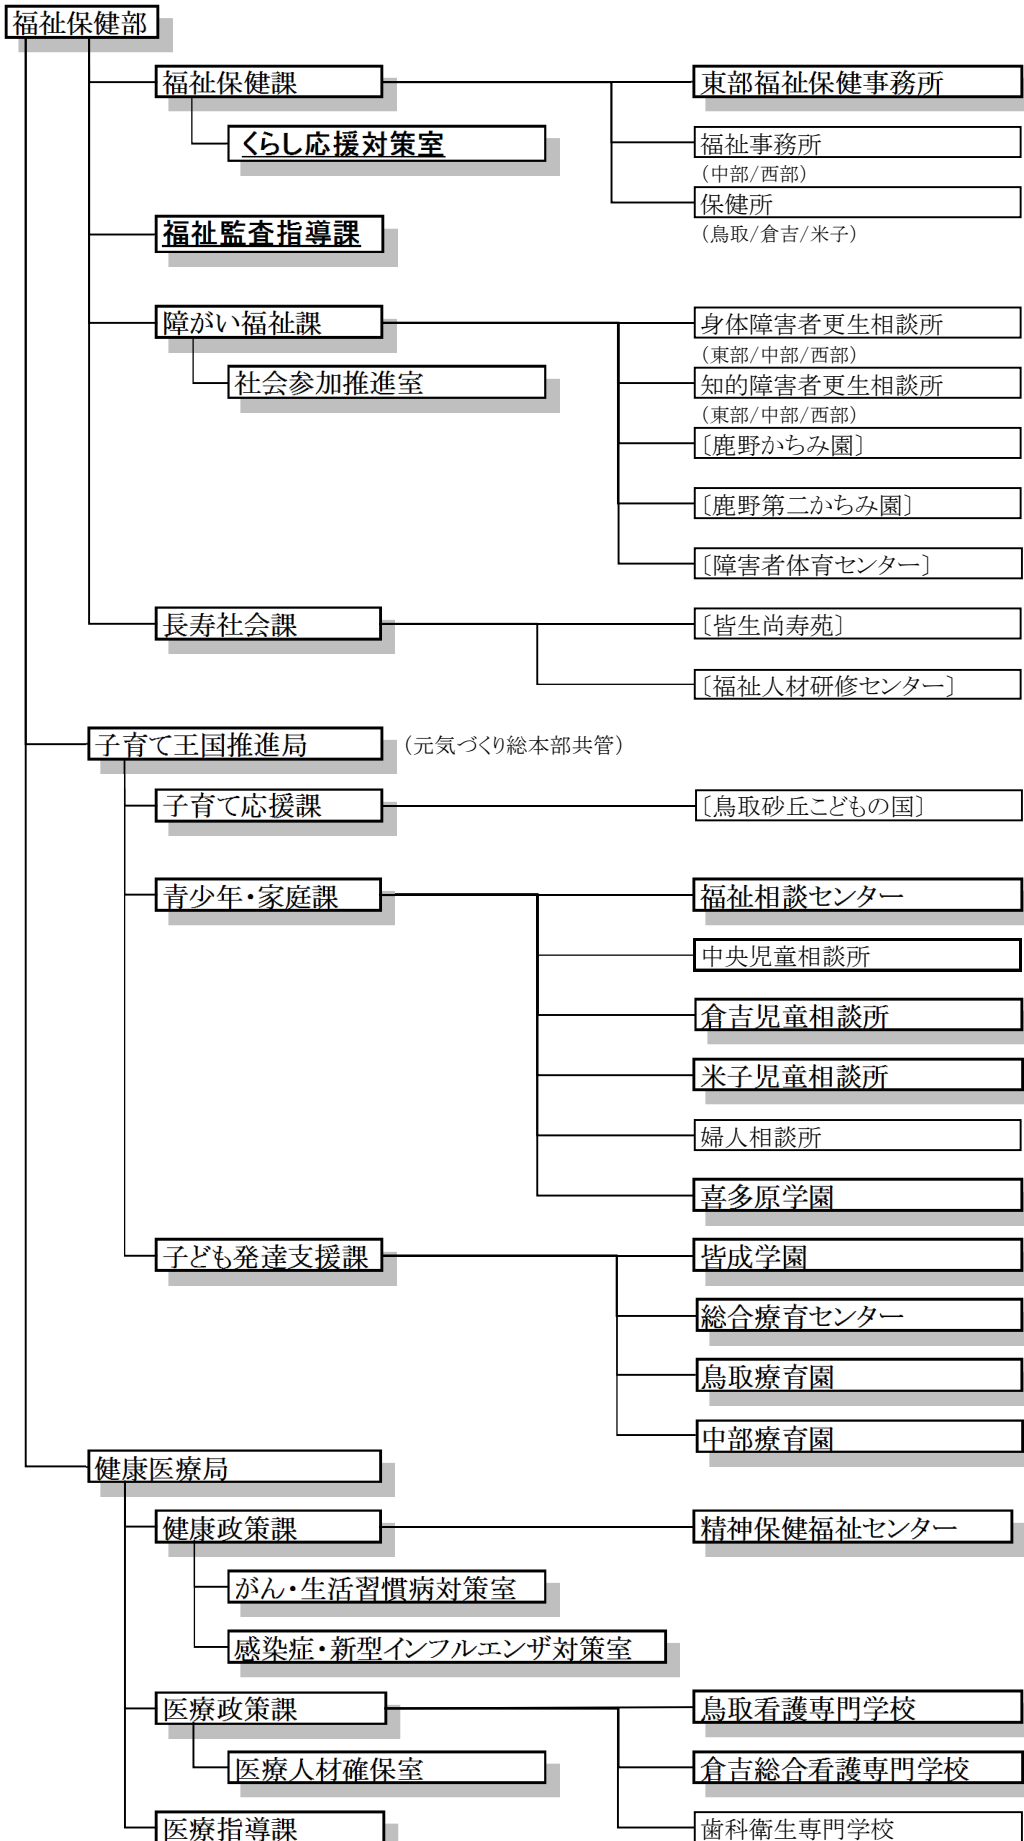 福祉保健部
福祉保健課
東部福祉保健事務所
くらし応援対策室
福祉事務所
（中部/西部）
保健所
（鳥取/倉吉/米子）
福祉監査指導課
障がい福祉課
身体障害者更生相談所
（東部/中部/西部）
社会参加推進室
知的障害者更生相談所
（東部/中部/西部）
〔鹿野かちみ園〕
〔鹿野第二かちみ園〕
〔障害者体育センター〕
長寿社会課
〔皆生尚寿苑〕
〔福祉人材研修センター〕
子育て王国推進局
（元気づくり総本部共管）
子育て応援課
〔鳥取砂丘こどもの国〕
青少年・家庭課
福祉相談センター
中央児童相談所
倉吉児童相談所
米子児童相談所
婦人相談所
喜多原学園
子ども発達支援課
皆成学園
総合療育センター
鳥取療育園
中部療育園
健康医療局
健康政策課
精神保健福祉センター
がん・生活習慣病対策室
感染症・新型インフルエンザ対策室
医療政策課
鳥取看護専門学校
医療人材確保室
倉吉総合看護専門学校
医療指導課
歯科衛生専門学校